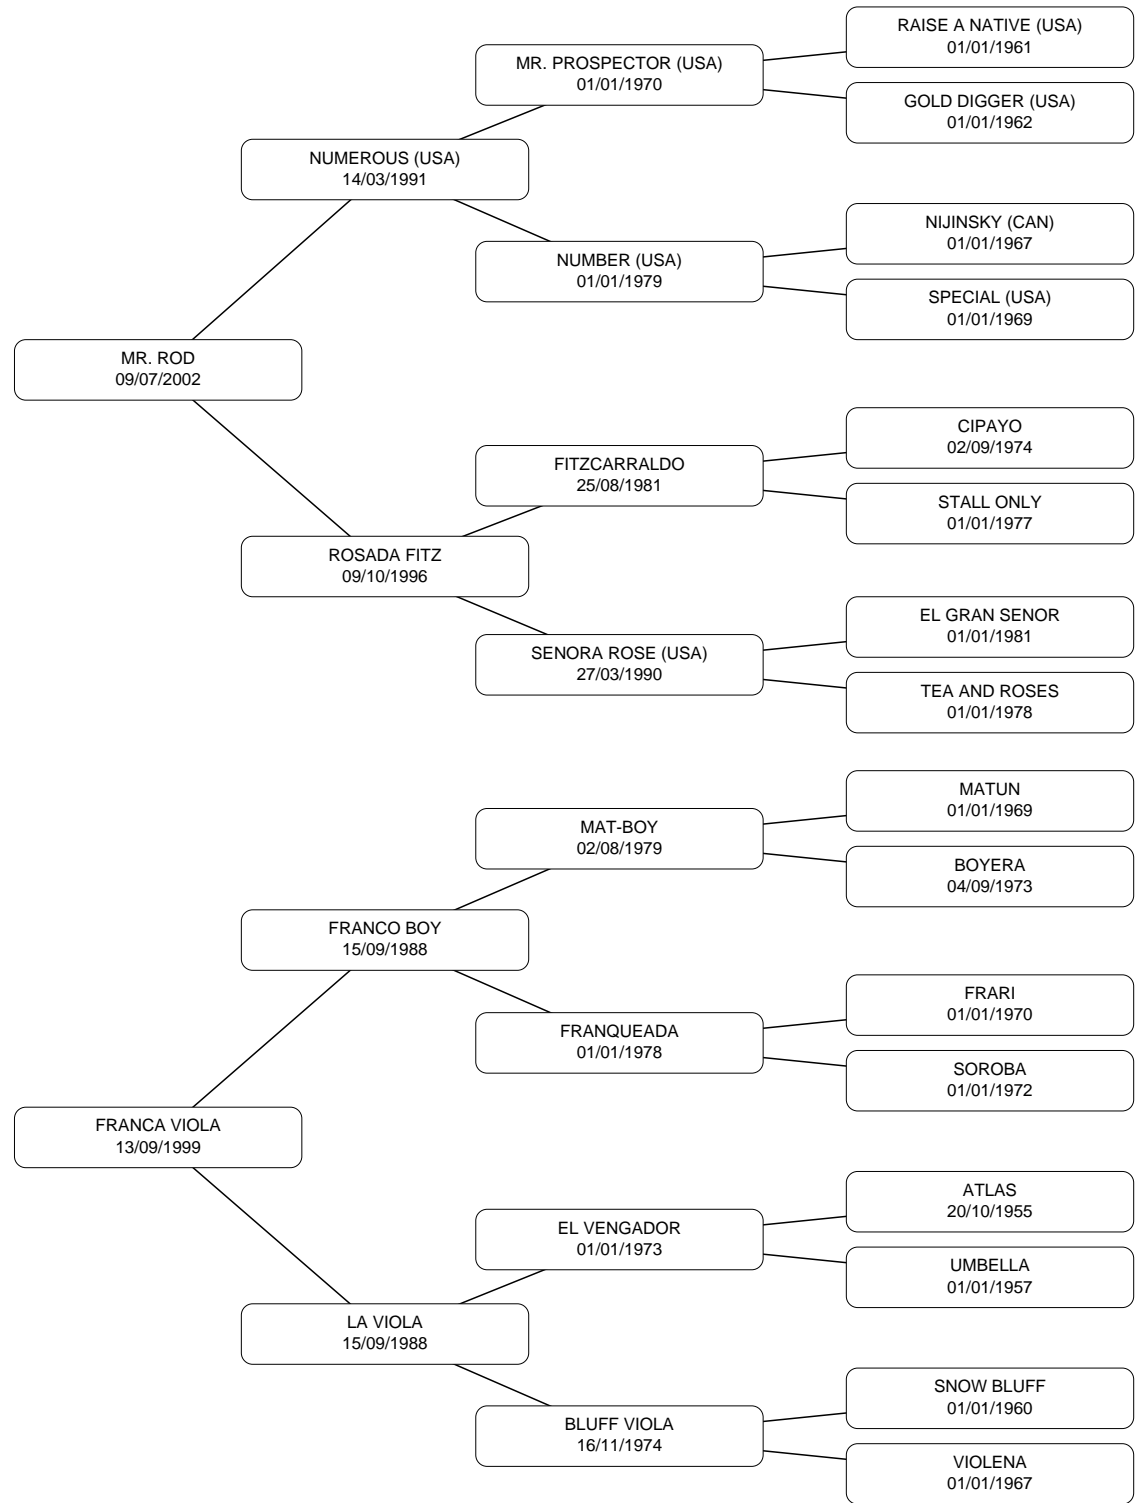 RAISE A NATIVE (USA)
01/01/1961
MR. PROSPECTOR (USA)
01/01/1970
GOLD DIGGER (USA)
01/01/1962
NUMEROUS (USA)
14/03/1991
NIJINSKY (CAN)
01/01/1967
NUMBER (USA)
01/01/1979
SPECIAL (USA)
01/01/1969
MR. ROD
09/07/2002
CIPAYO
02/09/1974
FITZCARRALDO
25/08/1981
STALL ONLY
01/01/1977
ROSADA FITZ
09/10/1996
EL GRAN SENOR
01/01/1981
SENORA ROSE (USA)
27/03/1990
TEA AND ROSES
01/01/1978
MATUN
01/01/1969
MAT-BOY
02/08/1979
BOYERA
04/09/1973
FRANCO BOY
15/09/1988
FRARI
01/01/1970
FRANQUEADA
01/01/1978
SOROBA
01/01/1972
FRANCA VIOLA
13/09/1999
ATLAS
20/10/1955
EL VENGADOR
01/01/1973
UMBELLA
01/01/1957
LA VIOLA
15/09/1988
SNOW BLUFF
01/01/1960
BLUFF VIOLA
16/11/1974
VIOLENA
01/01/1967